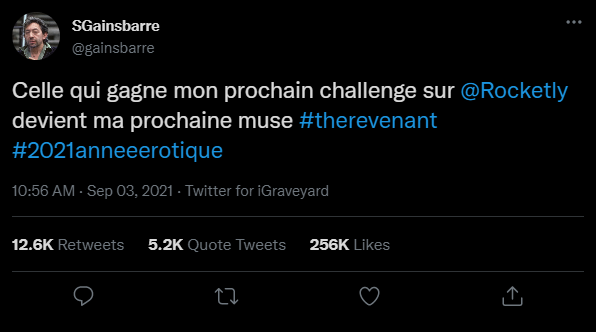 SGainsbarre
@gainsbarre
Celle qui gagne mon prochain challenge sur @Rocketly
devient ma prochaine muse #therevenant
#2021anneeerotique
10:56 AM · Sep 03, 2021 · Twitter for iGraveyard
12.6K Retweets 5.2K Quote Tweets 256K Likes